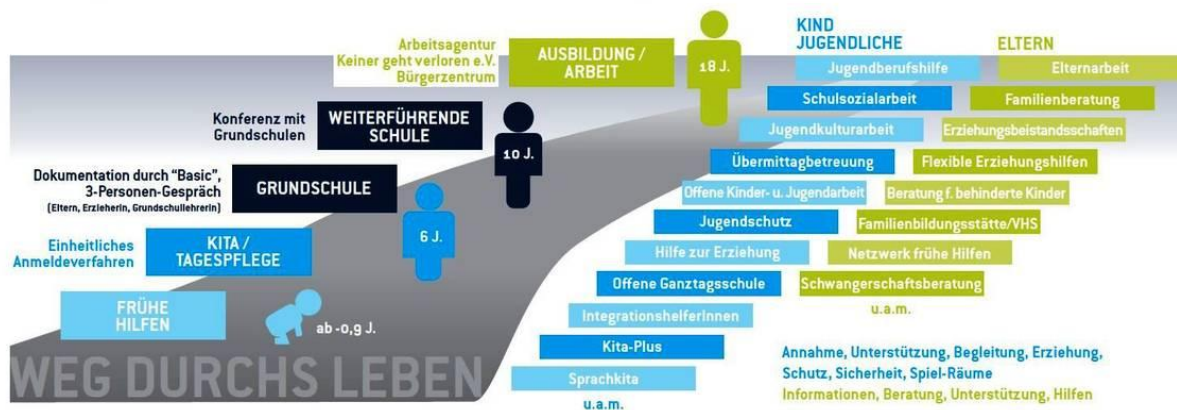 Arbeitsagentur
Keiner geht verloren e.V.
Bürgerzentrum
AUSBILDUNG /
ARBEIT
18 J.
Konferenz mit
Grundschulen
WEITERFÜHRENDE
SCHULE
10 J.
Dokumentation durch "Basic",
3-Personen-Gespräch
(Eltern, Erzieherin, Grundschullehrerin)
GRUNDSCHULE
6 J.
Einheitliches
Anmeldeverfahren
KITA /
TAGESPFLEGE
FRÜHE
HILFEN
ab -0,9 J.
WEG DURCHS LEBEN
KIND
JUGENDLICHE
Jugendberufshilfe
Schulsozialarbeit
Jugendkulturarbeit
Übermittagbetreuung
Offene Kinder- u. Jugendarbeit
Jugendschutz
Hilfe zur Erziehung
Offene Ganztagsschule
IntegrationshelferInnen
Kita-Plus
Sprachkita
u.a.m.
ELTERN
Elternarbeit
Familienberatung
Erziehungsbeistandsschaften
Flexible Erziehungshilfen
Beratung f. behinderte Kinder
Familienbildungsstätte/VHS
Netzwerk frühe Hilfen
Schwangerschaftsberatung
u.a.m.
Annahme, Unterstützung, Begleitung, Erziehung,
Schutz, Sicherheit, Spiel-Räume
Informationen, Beratung, Unterstützung, Hilfen